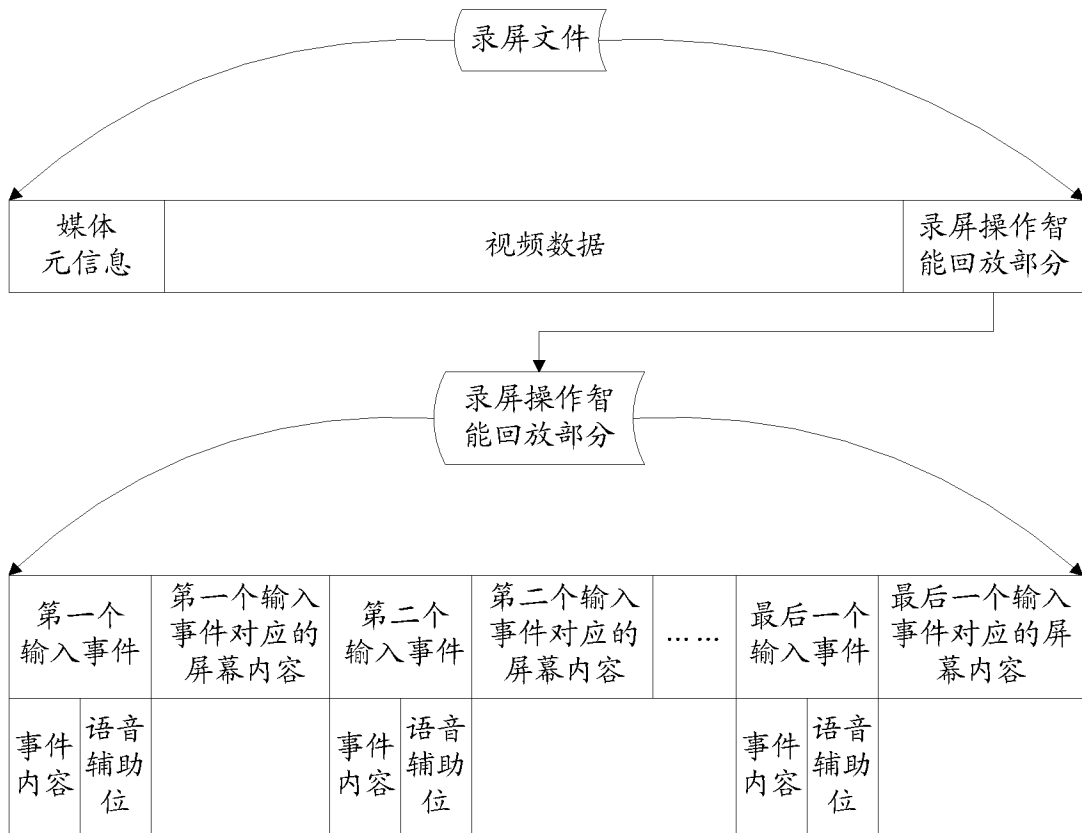 录屏文件
媒体
元信息
视频数据
录屏操作智
能回放部分
录屏操作智
能回放部分
第一个
输入事件
第一个输入
事件对应的
屏幕内容
第二个
输入事件
第二个输入
事件对应的
屏幕内容
……
最后一个
输入事件
最后一个输入
事件对应的屏
幕内容
事件
内容
语音
辅助
位
事件
内容
语音
辅助
位
事件
内容
语音
辅助
位